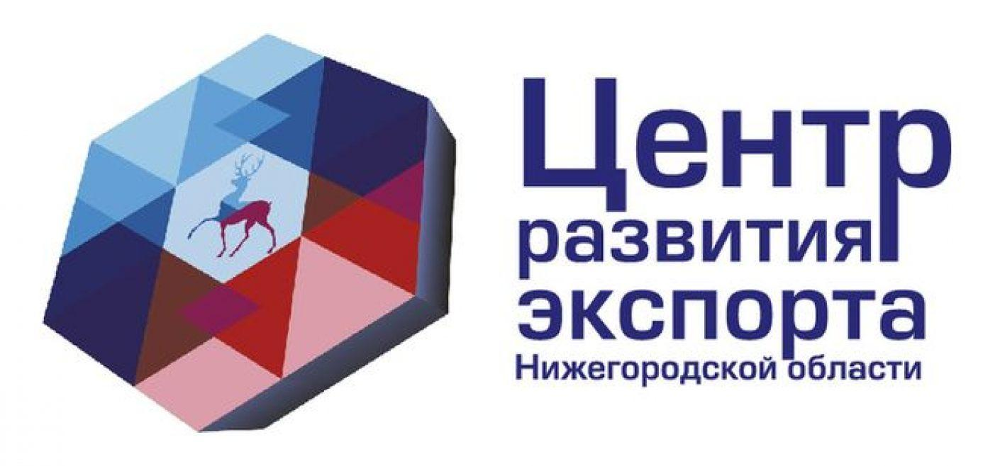 Центр
развития
экспорта
Нижегородской области